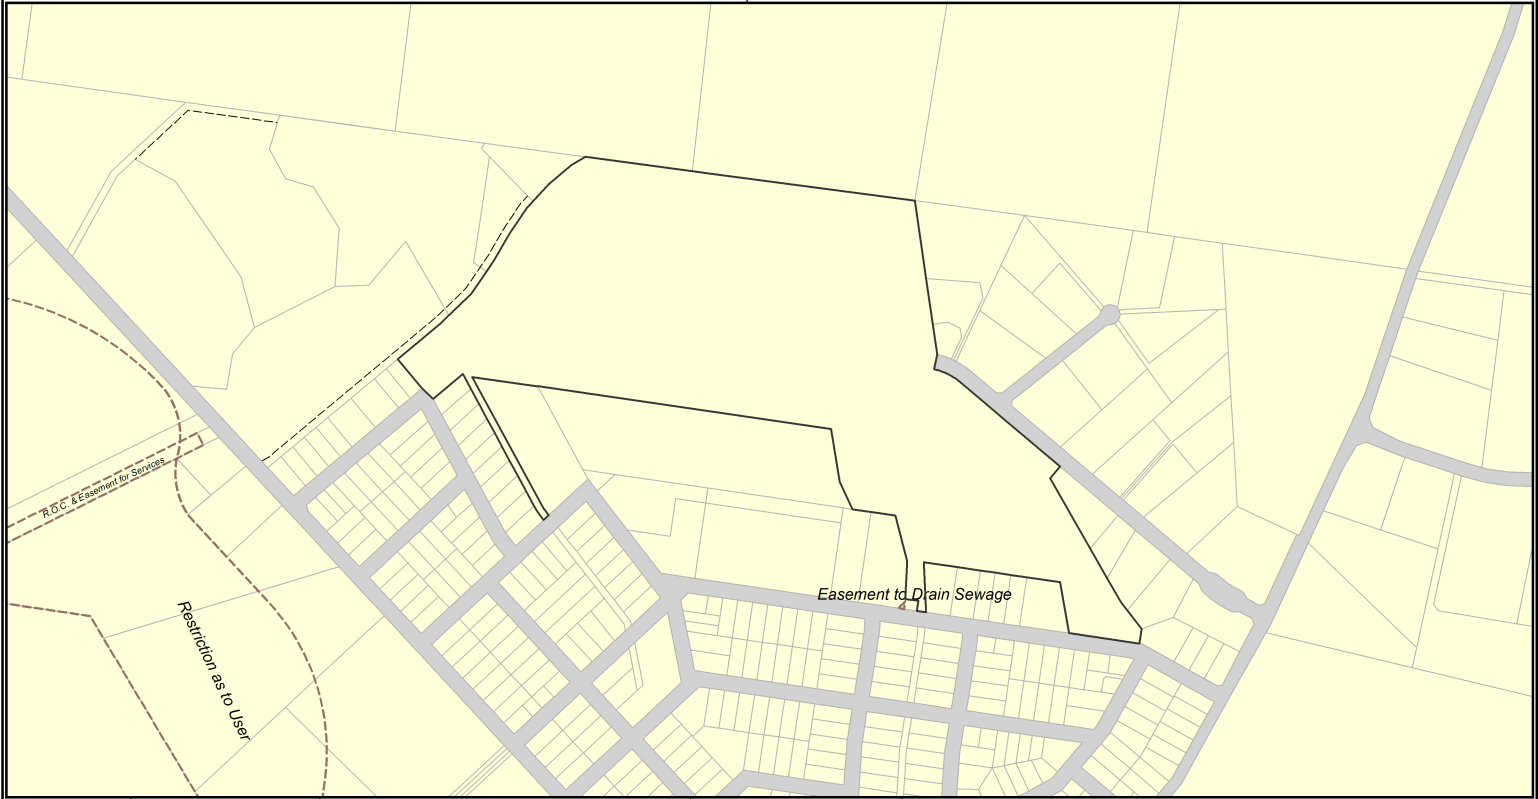 R.O.C. & Easement for Services
Easement to Drain Sewage
Restriction as to User